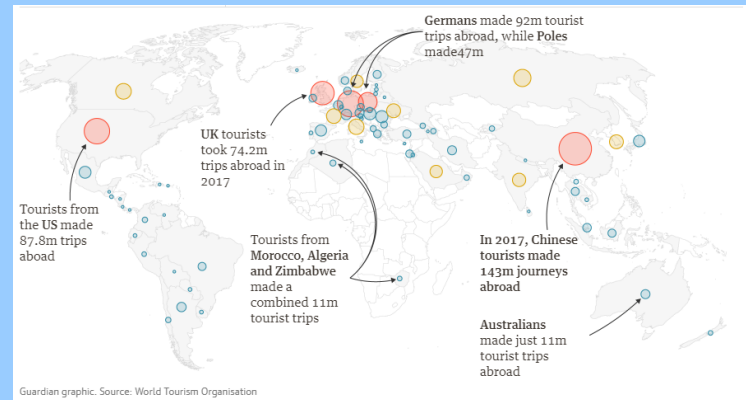 Germans made 92m tourist
trips abroad, while Poles
made47m
UK tourists
took 74.2m
trips abroad in
2017
Tourists from
the US made
87.8m trips
aboad
Tourists from
Morocco, Algeria
and Zimbabwe
made a
combined 11m
tourist trips
In 2017, Chinese
tourists made
143m journeys
abroad
Australians
made just 11m
tourist trips
abroad
Guardian graphic. Source: World Tourism Organisation